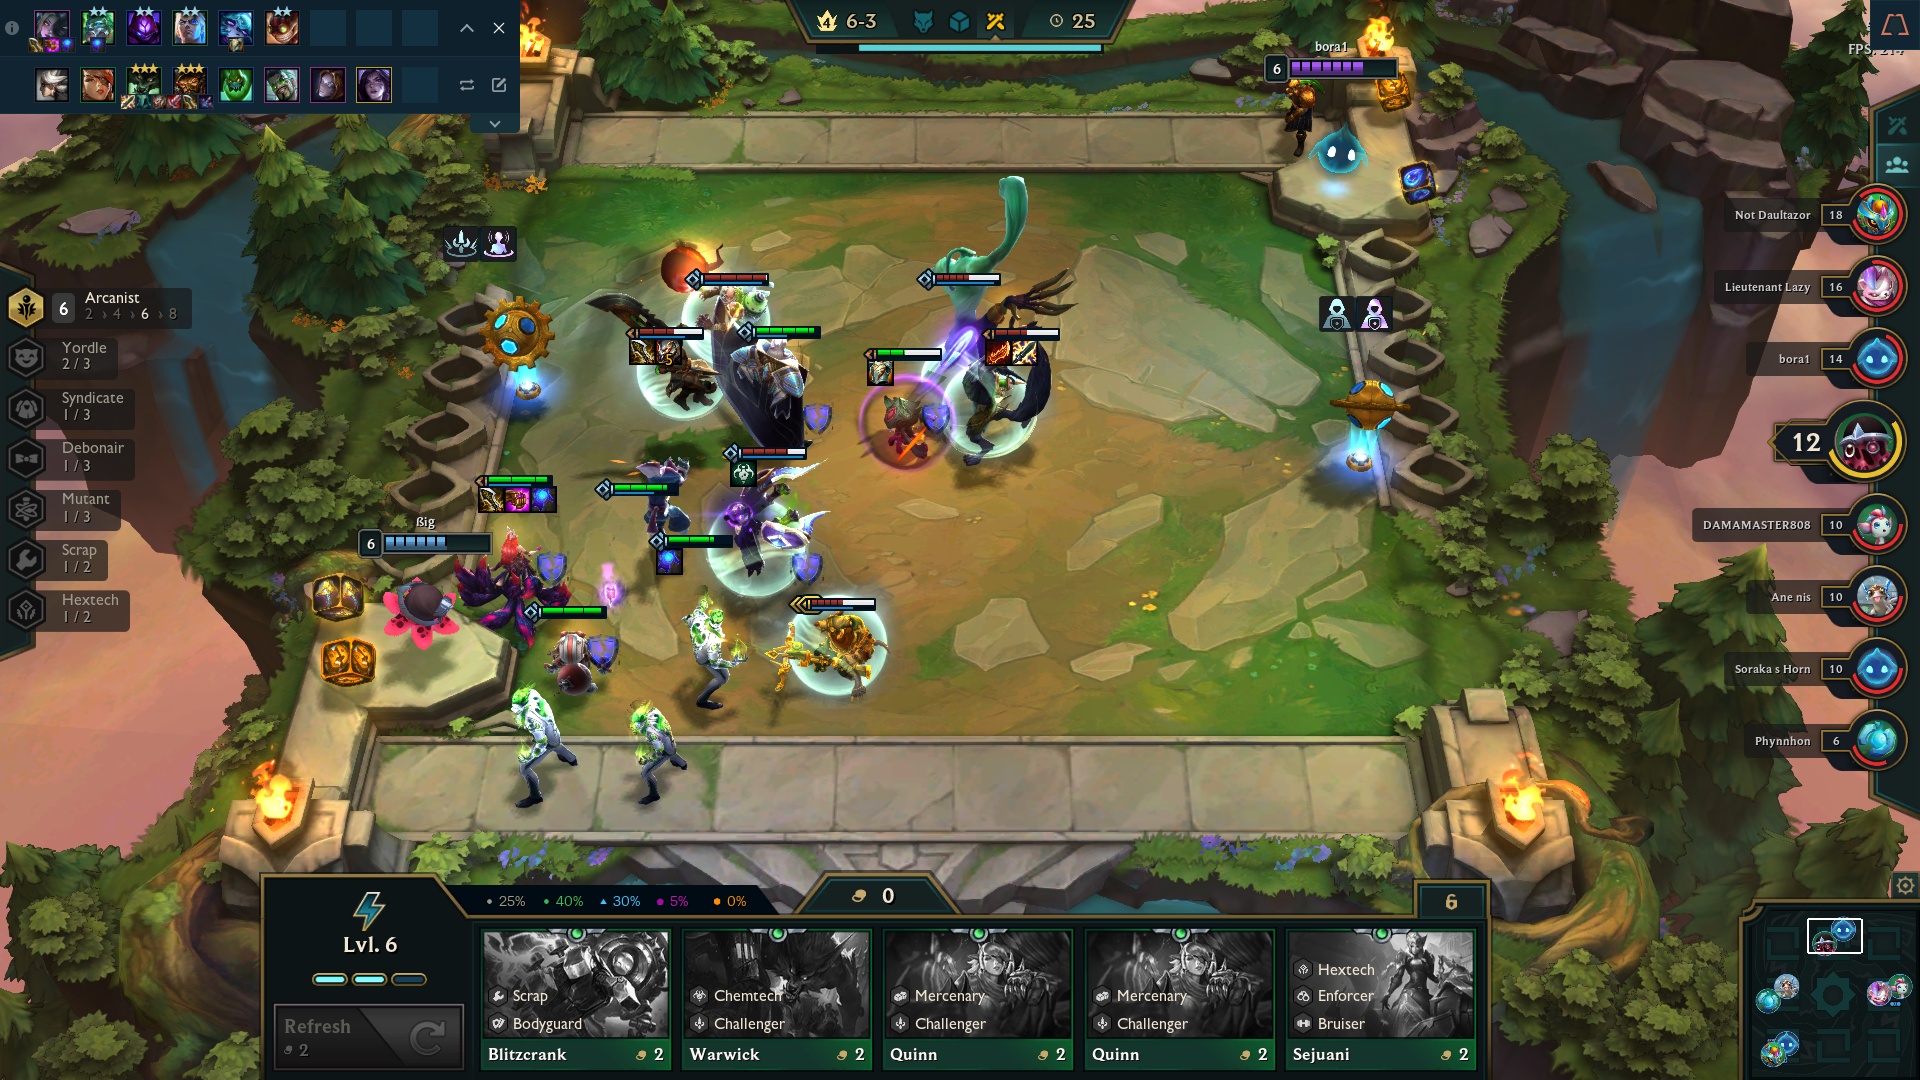 4 6-3
25
FPS: 214
bora1
6
Not Daultazor 18
Lieutenant Lazy 16
bora1 14
12
DAMAMASTER808 10
Ane nis 10
Soraka s Horn 10
Phynnhon 6
6 Arcanist
2 › 4 › 6 › 8
Yordle
2 / 3
Syndicate
1 / 3
Debonair
1 / 3
Mutant
1 / 3
Scrap
1 / 2
Hextech
1 / 2
5
ßig
6
25% 40% 30% 5% 0%
0
6
Lvl. 6
Refresh
2
Scrap
Bodyguard
Blitzcrank 2
Chemtech
Challenger
Warwick 2
Mercenary
Challenger
Quinn 2
Mercenary
Challenger
Quinn 2
Hextech
Enforcer
Bruiser
Sejuani 2